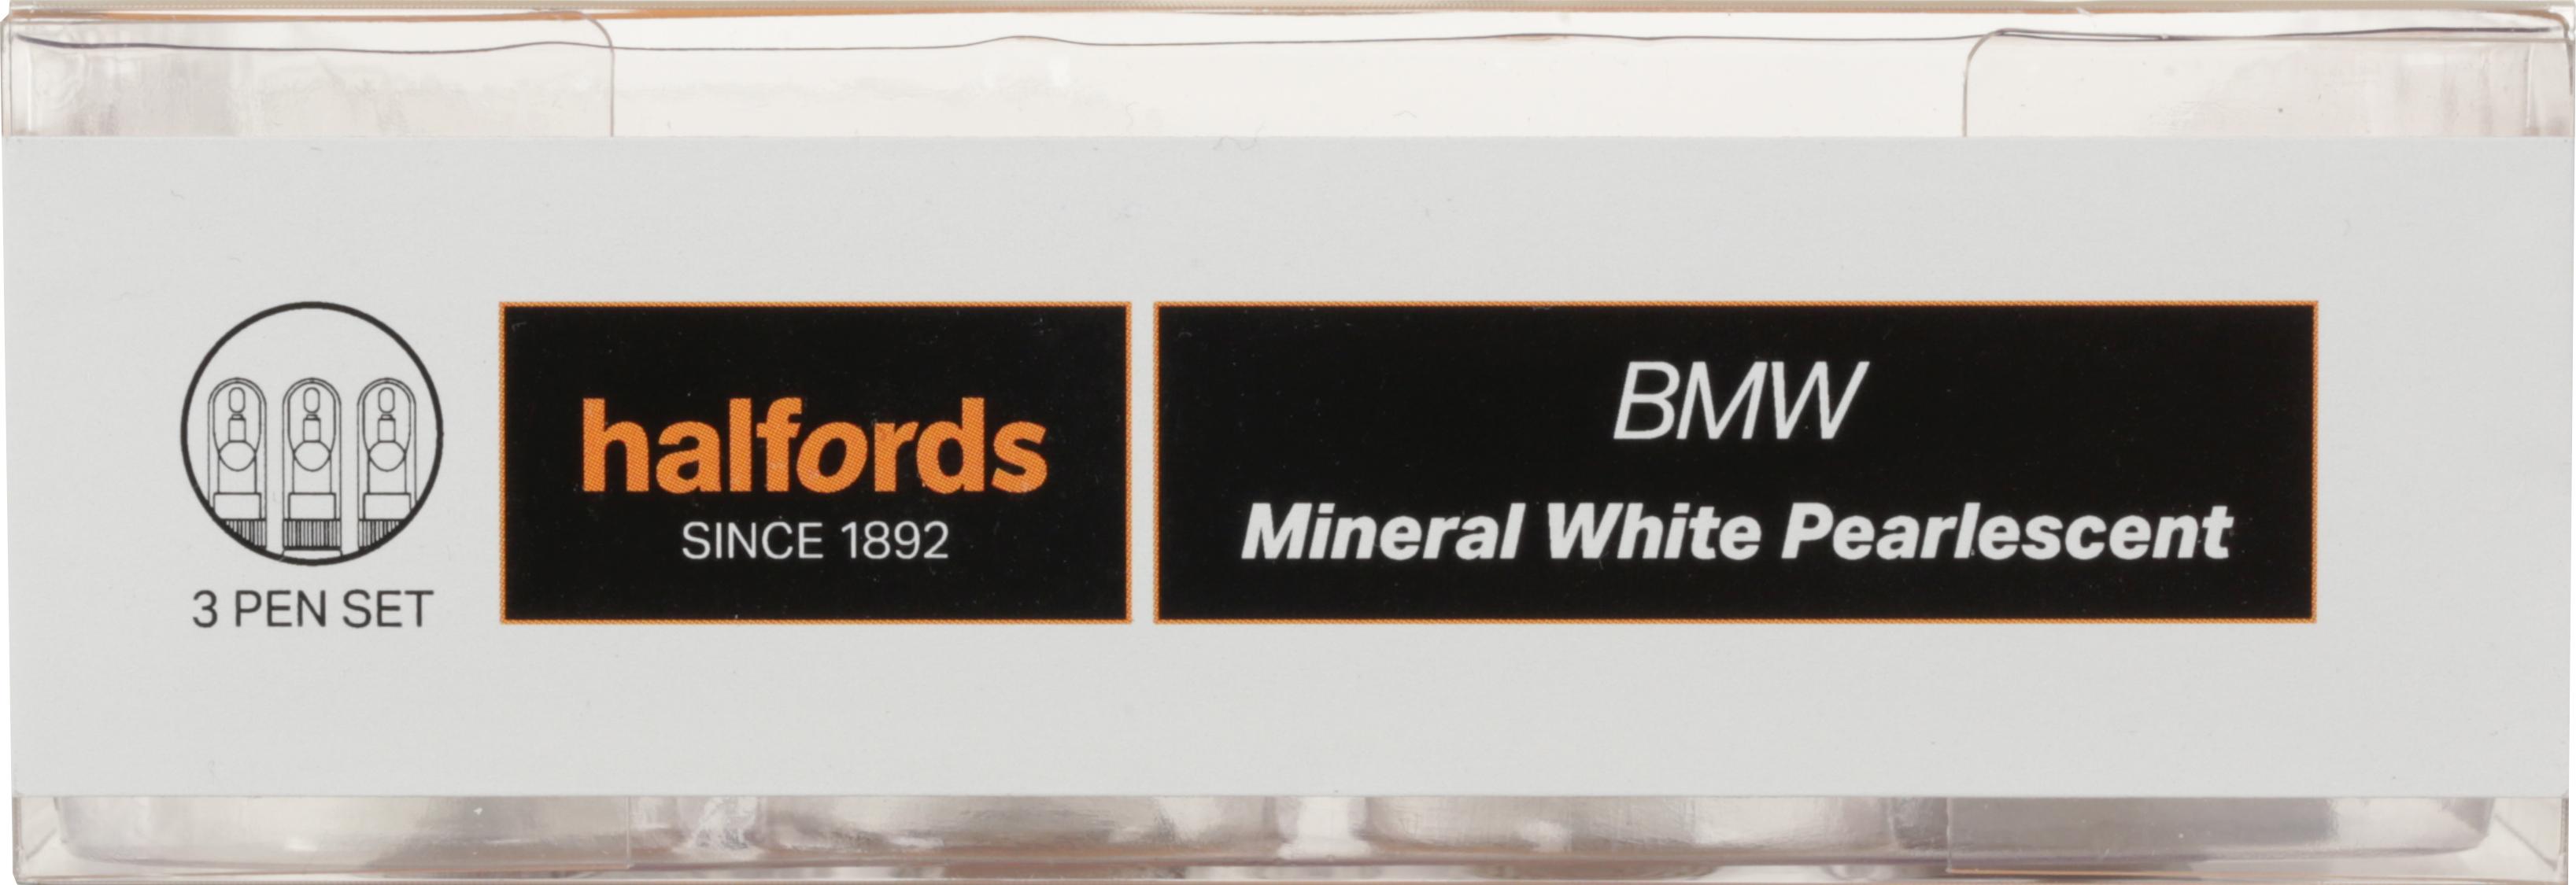 3 PEN SET
halfords
SINCE 1892
BMW
Mineral White Pearlescent